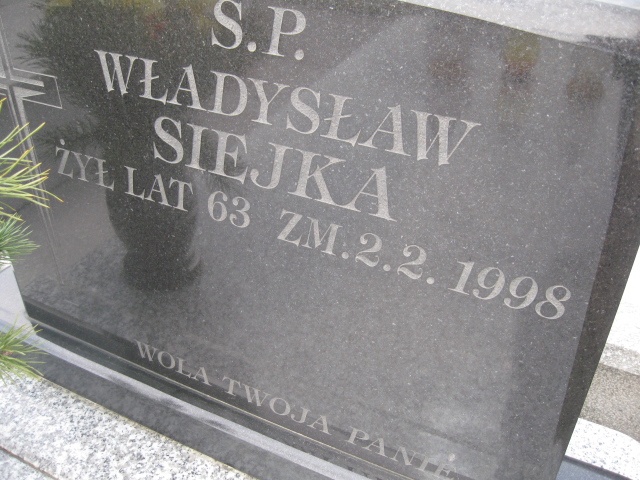 Ś.P.
WŁADYSŁAW
SIEJKA
ŻYŁ LAT 63 ZM.2.2.1998
WOLA TWOJA PANIE